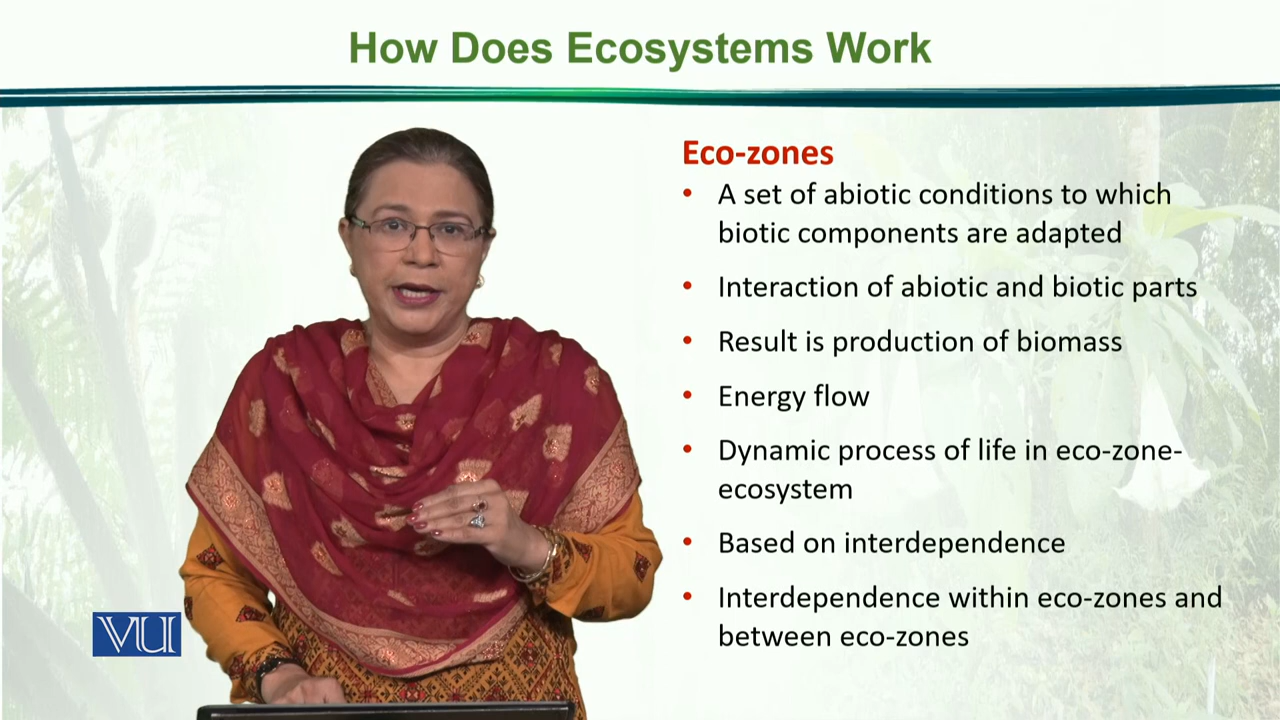 How Does Ecosystems Work
Eco-zones
• A set of abiotic conditions to which
biotic components are adapted
• Interaction of abiotic and biotic parts
• Result is production of biomass
• Energy flow
• Dynamic process of life in eco-zone-
ecosystem
• Based on interdependence
• Interdependence within eco-zones and
between eco-zones
VU